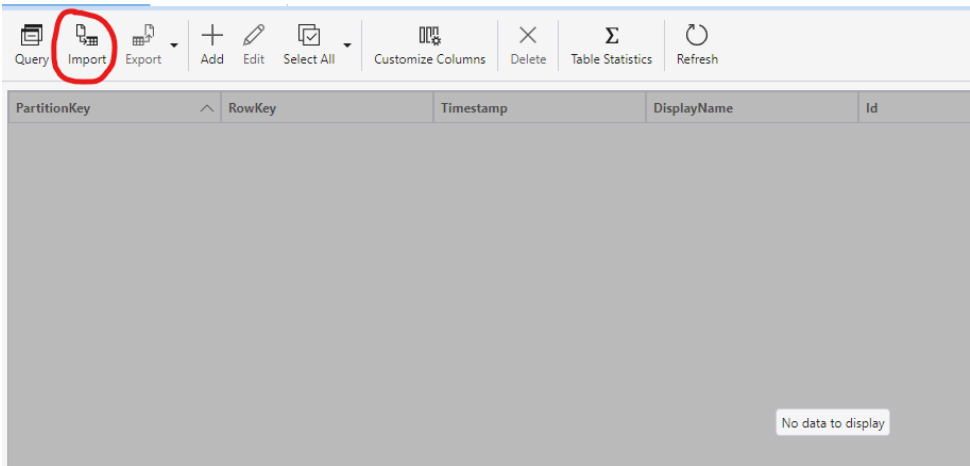 Query Import Export Add Edit Select All Customize Columns Delete Table Statistics Refresh
PartitionKey RowKey Timestamp DisplayName Id
No data to display